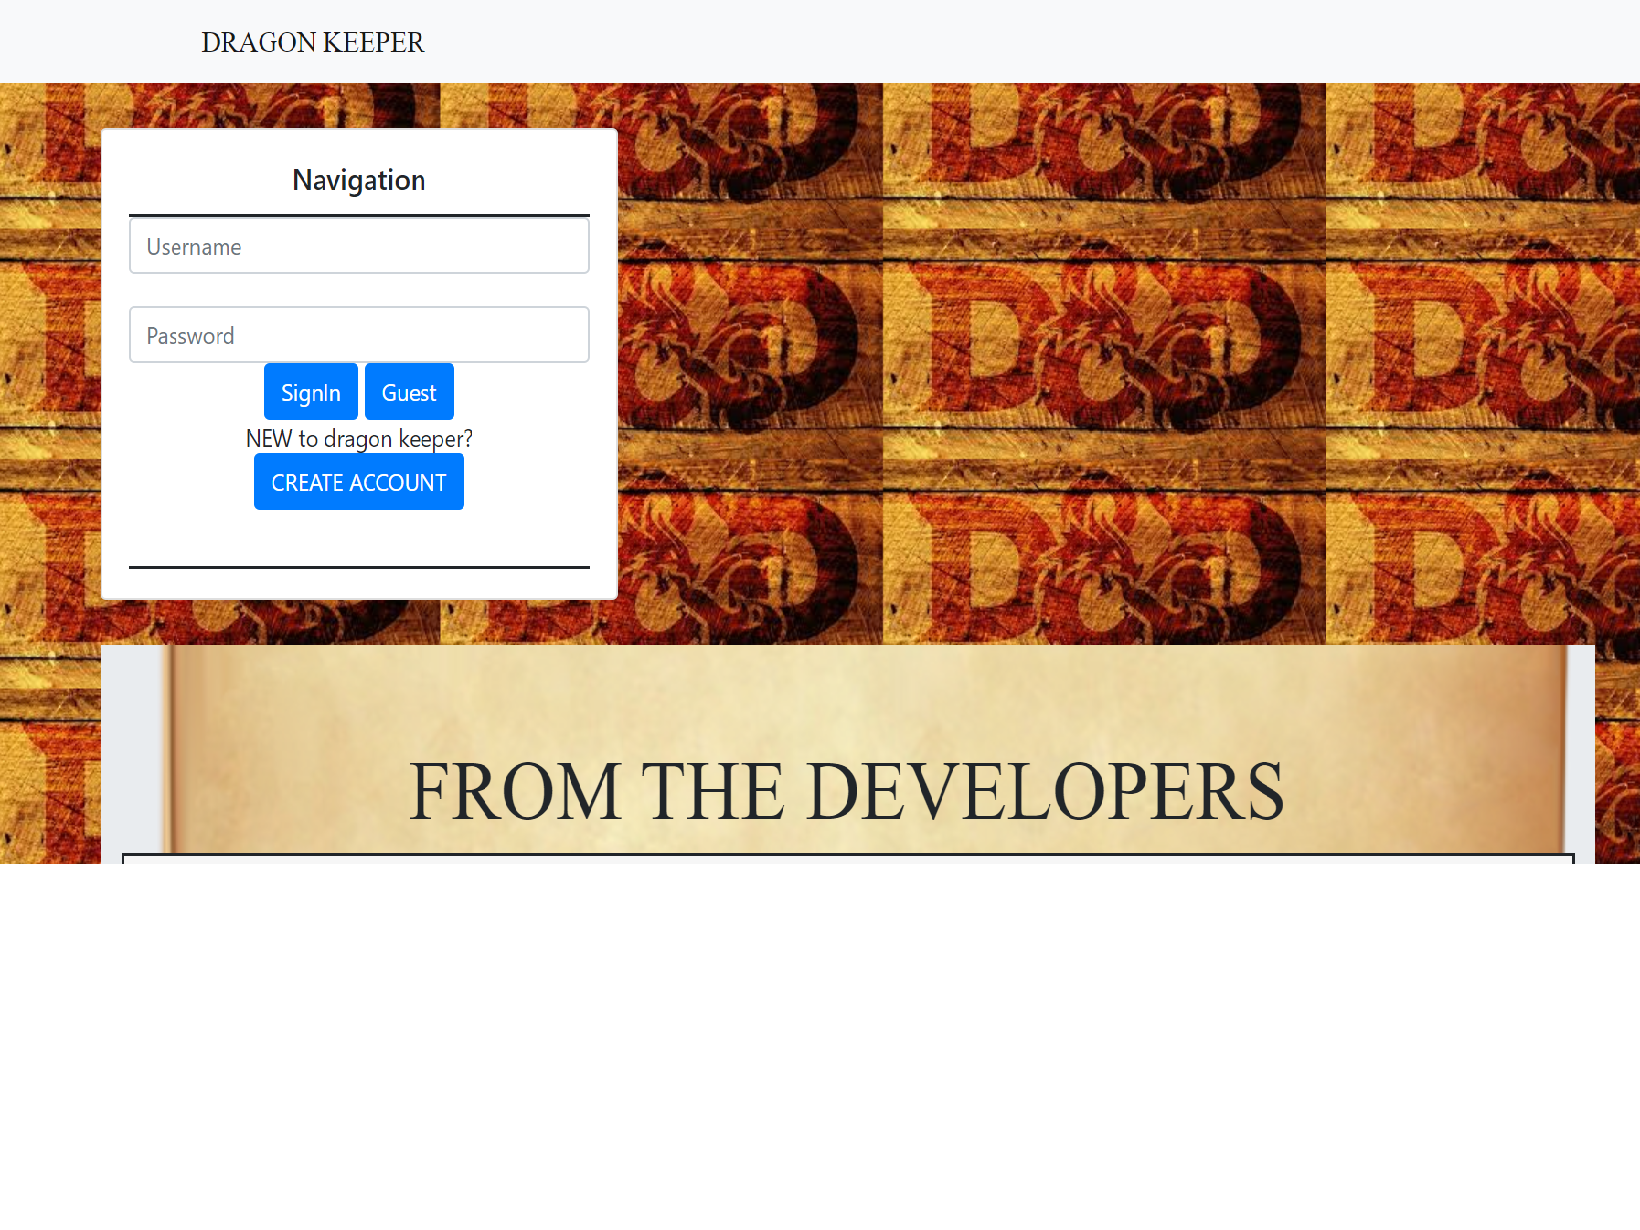 DRAGON KEEPER
Navigation
Username
Password
SignIn Guest
NEW to dragon keeper?
CREATE ACCOUNT
FROM THE DEVELOPERS